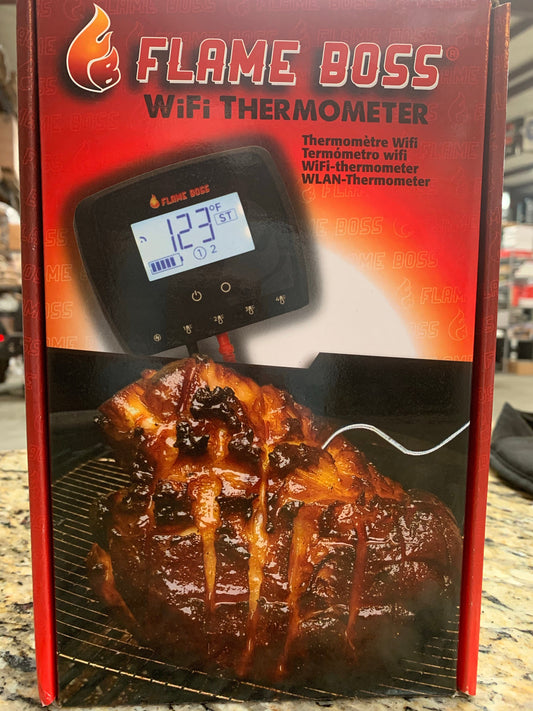 FLAME BOSS®
WiFi THERMOMETER
Thermomètre Wifi
Termómetro wifi
WiFi-thermometer
WLAN-Thermometer
FLAME BOSS
123 °F ST
1 2